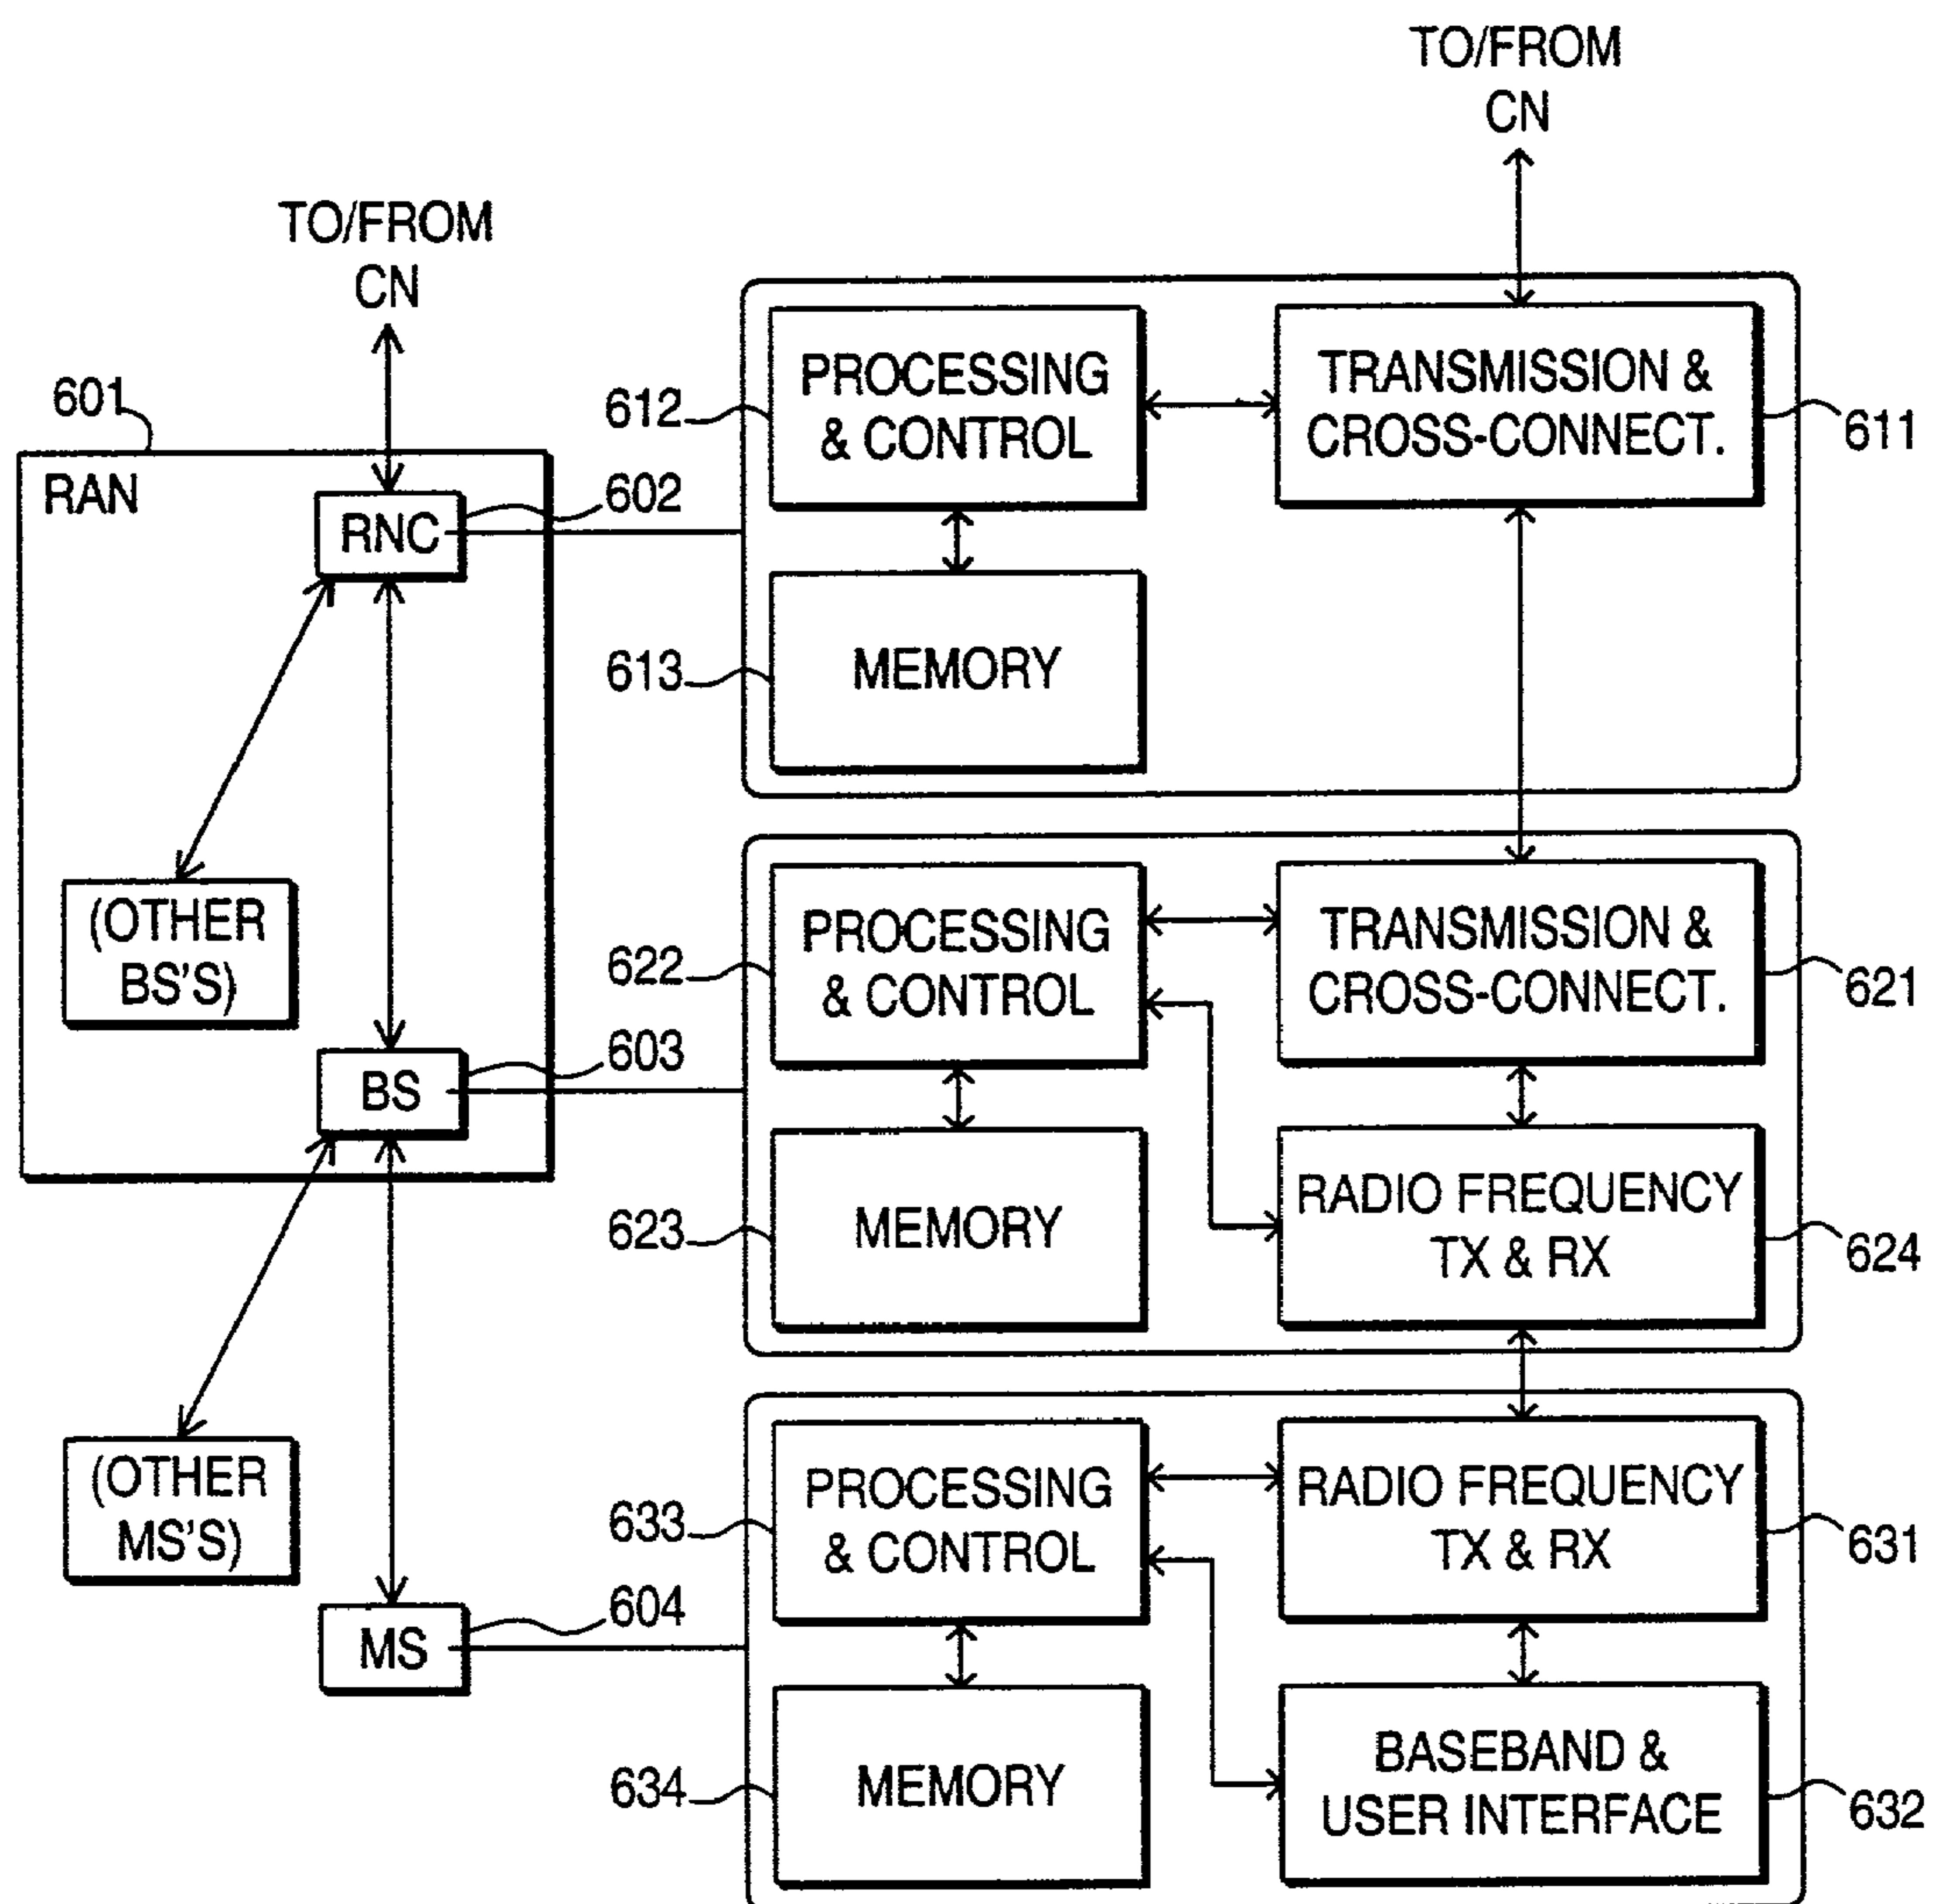 TO/FROM
CN
TO/FROM
CN
601
RAN
RNC
602
(OTHER
BS'S)
BS
603
(OTHER
MS'S)
MS
604
612
PROCESSING
& CONTROL
TRANSMISSION &
CROSS-CONNECT.
611
613
MEMORY
622
PROCESSING
& CONTROL
TRANSMISSION &
CROSS-CONNECT.
621
623
MEMORY
RADIO FREQUENCY
TX & RX
624
633
PROCESSING
& CONTROL
RADIO FREQUENCY
TX & RX
631
634
MEMORY
BASEBAND &
USER INTERFACE
632